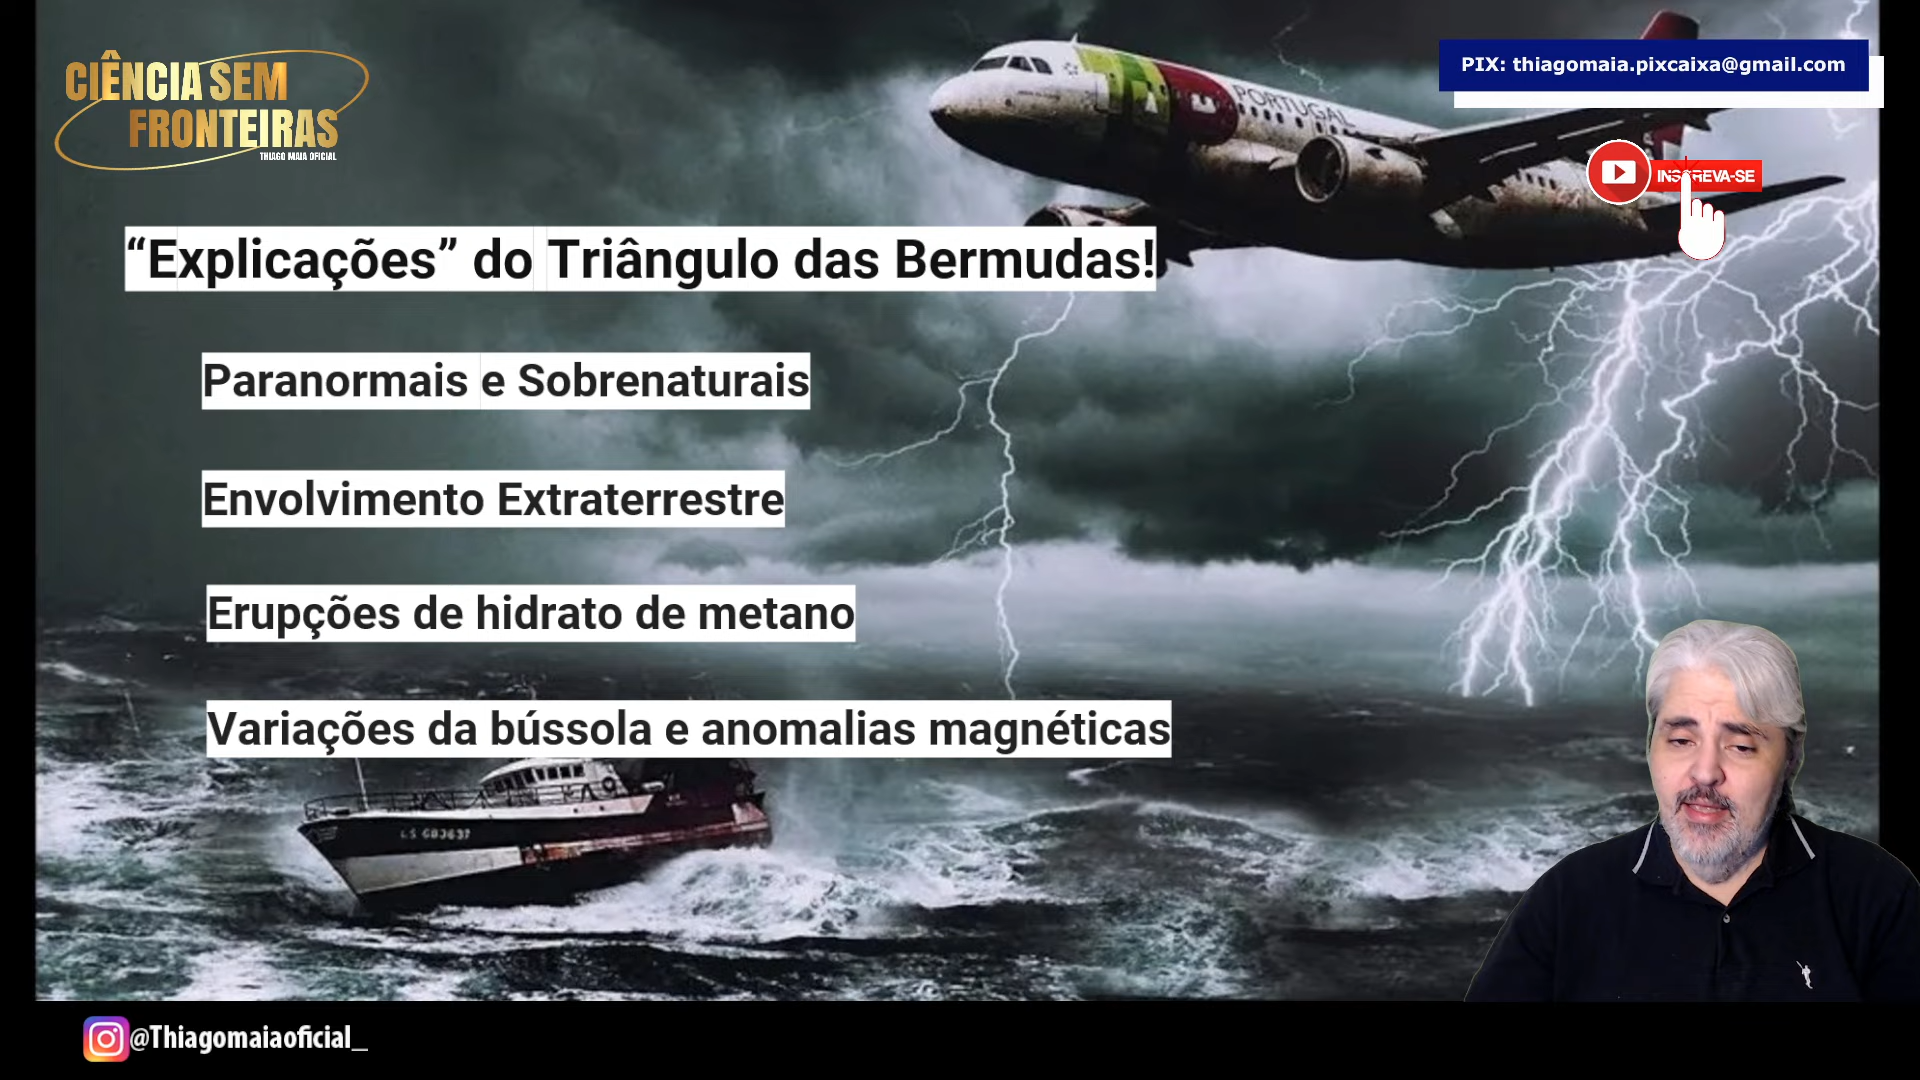 CIÊNCIA SEM
FRONTEIRAS
THIAGO MAIA OFICIAL
PORTUGAL
PIX: thiagomaia.pixcaixa@gmail.com
INSCREVA-SE
“Explicações” do Triângulo das Bermudas!
Paranormais e Sobrenaturais
Envolvimento Extraterrestre
Erupções de hidrato de metano
Variações da bússola e anomalias magnéticas
@Thiagomaiaoficial_